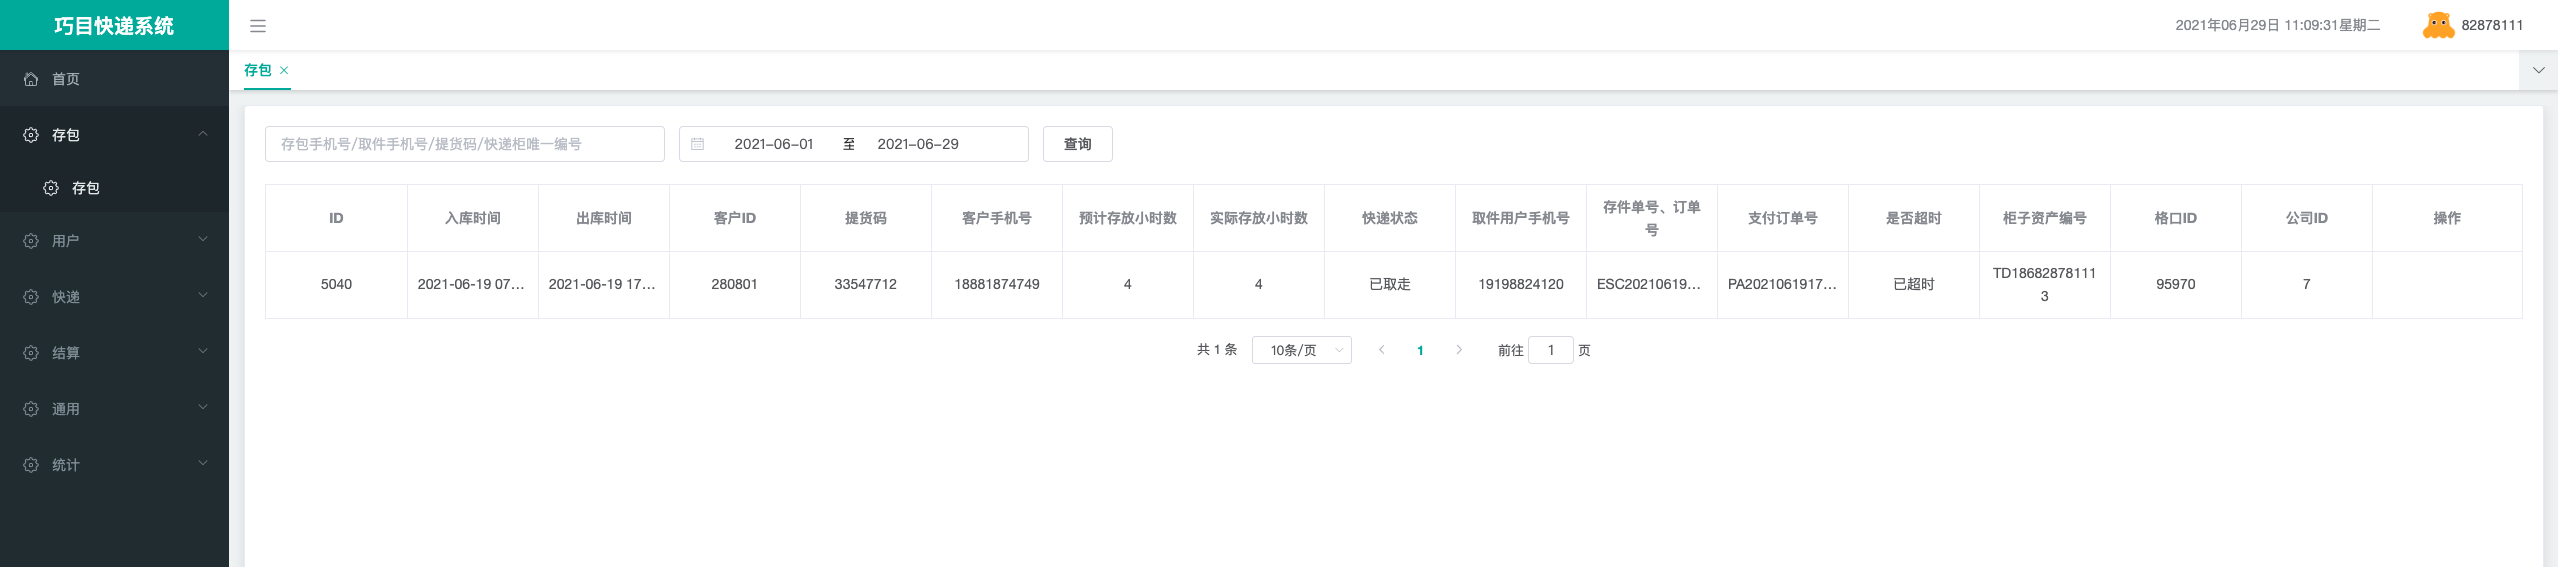 巧目快递系统
2021年06月29日 11:09:31星期二
82878111
首页
存包
存包
用户
快递
结算
通用
统计
存包
存包手机号/取件手机号/提货码/快递柜唯一编号
2021-06-01 至 2021-06-29
查询
ID 入库时间 出库时间 客户ID 提货码 客户手机号 预计存放小时数 实际存放小时数 快递状态 取件用户手机号 存件单号、订单号 支付订单号 是否超时 柜子资产编号 格口ID 公司ID 操作
5040 2021-06-19 07... 2021-06-19 17... 280801 33547712 18881874749 4 4 已取走 19198824120 ESC20210619... PA2021061917... 已超时 TD186828781113 95970 7
共 1 条 10条/页 1 前往 1 页